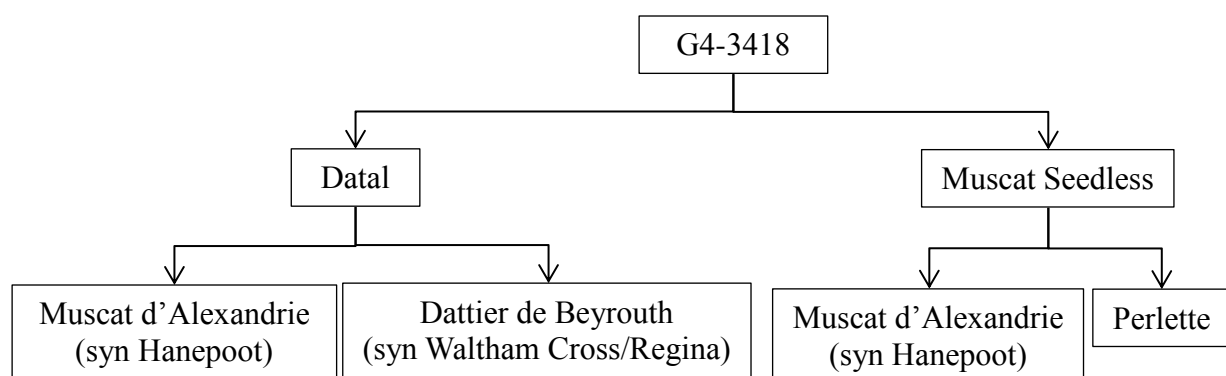 G4-3418
Datal
Muscat Seedless
Muscat d’Alexandrie
(syn Hanepoot)
Dattier de Beyrouth
(syn Waltham Cross/Regina)
Muscat d’Alexandrie
(syn Hanepoot)
Perlette